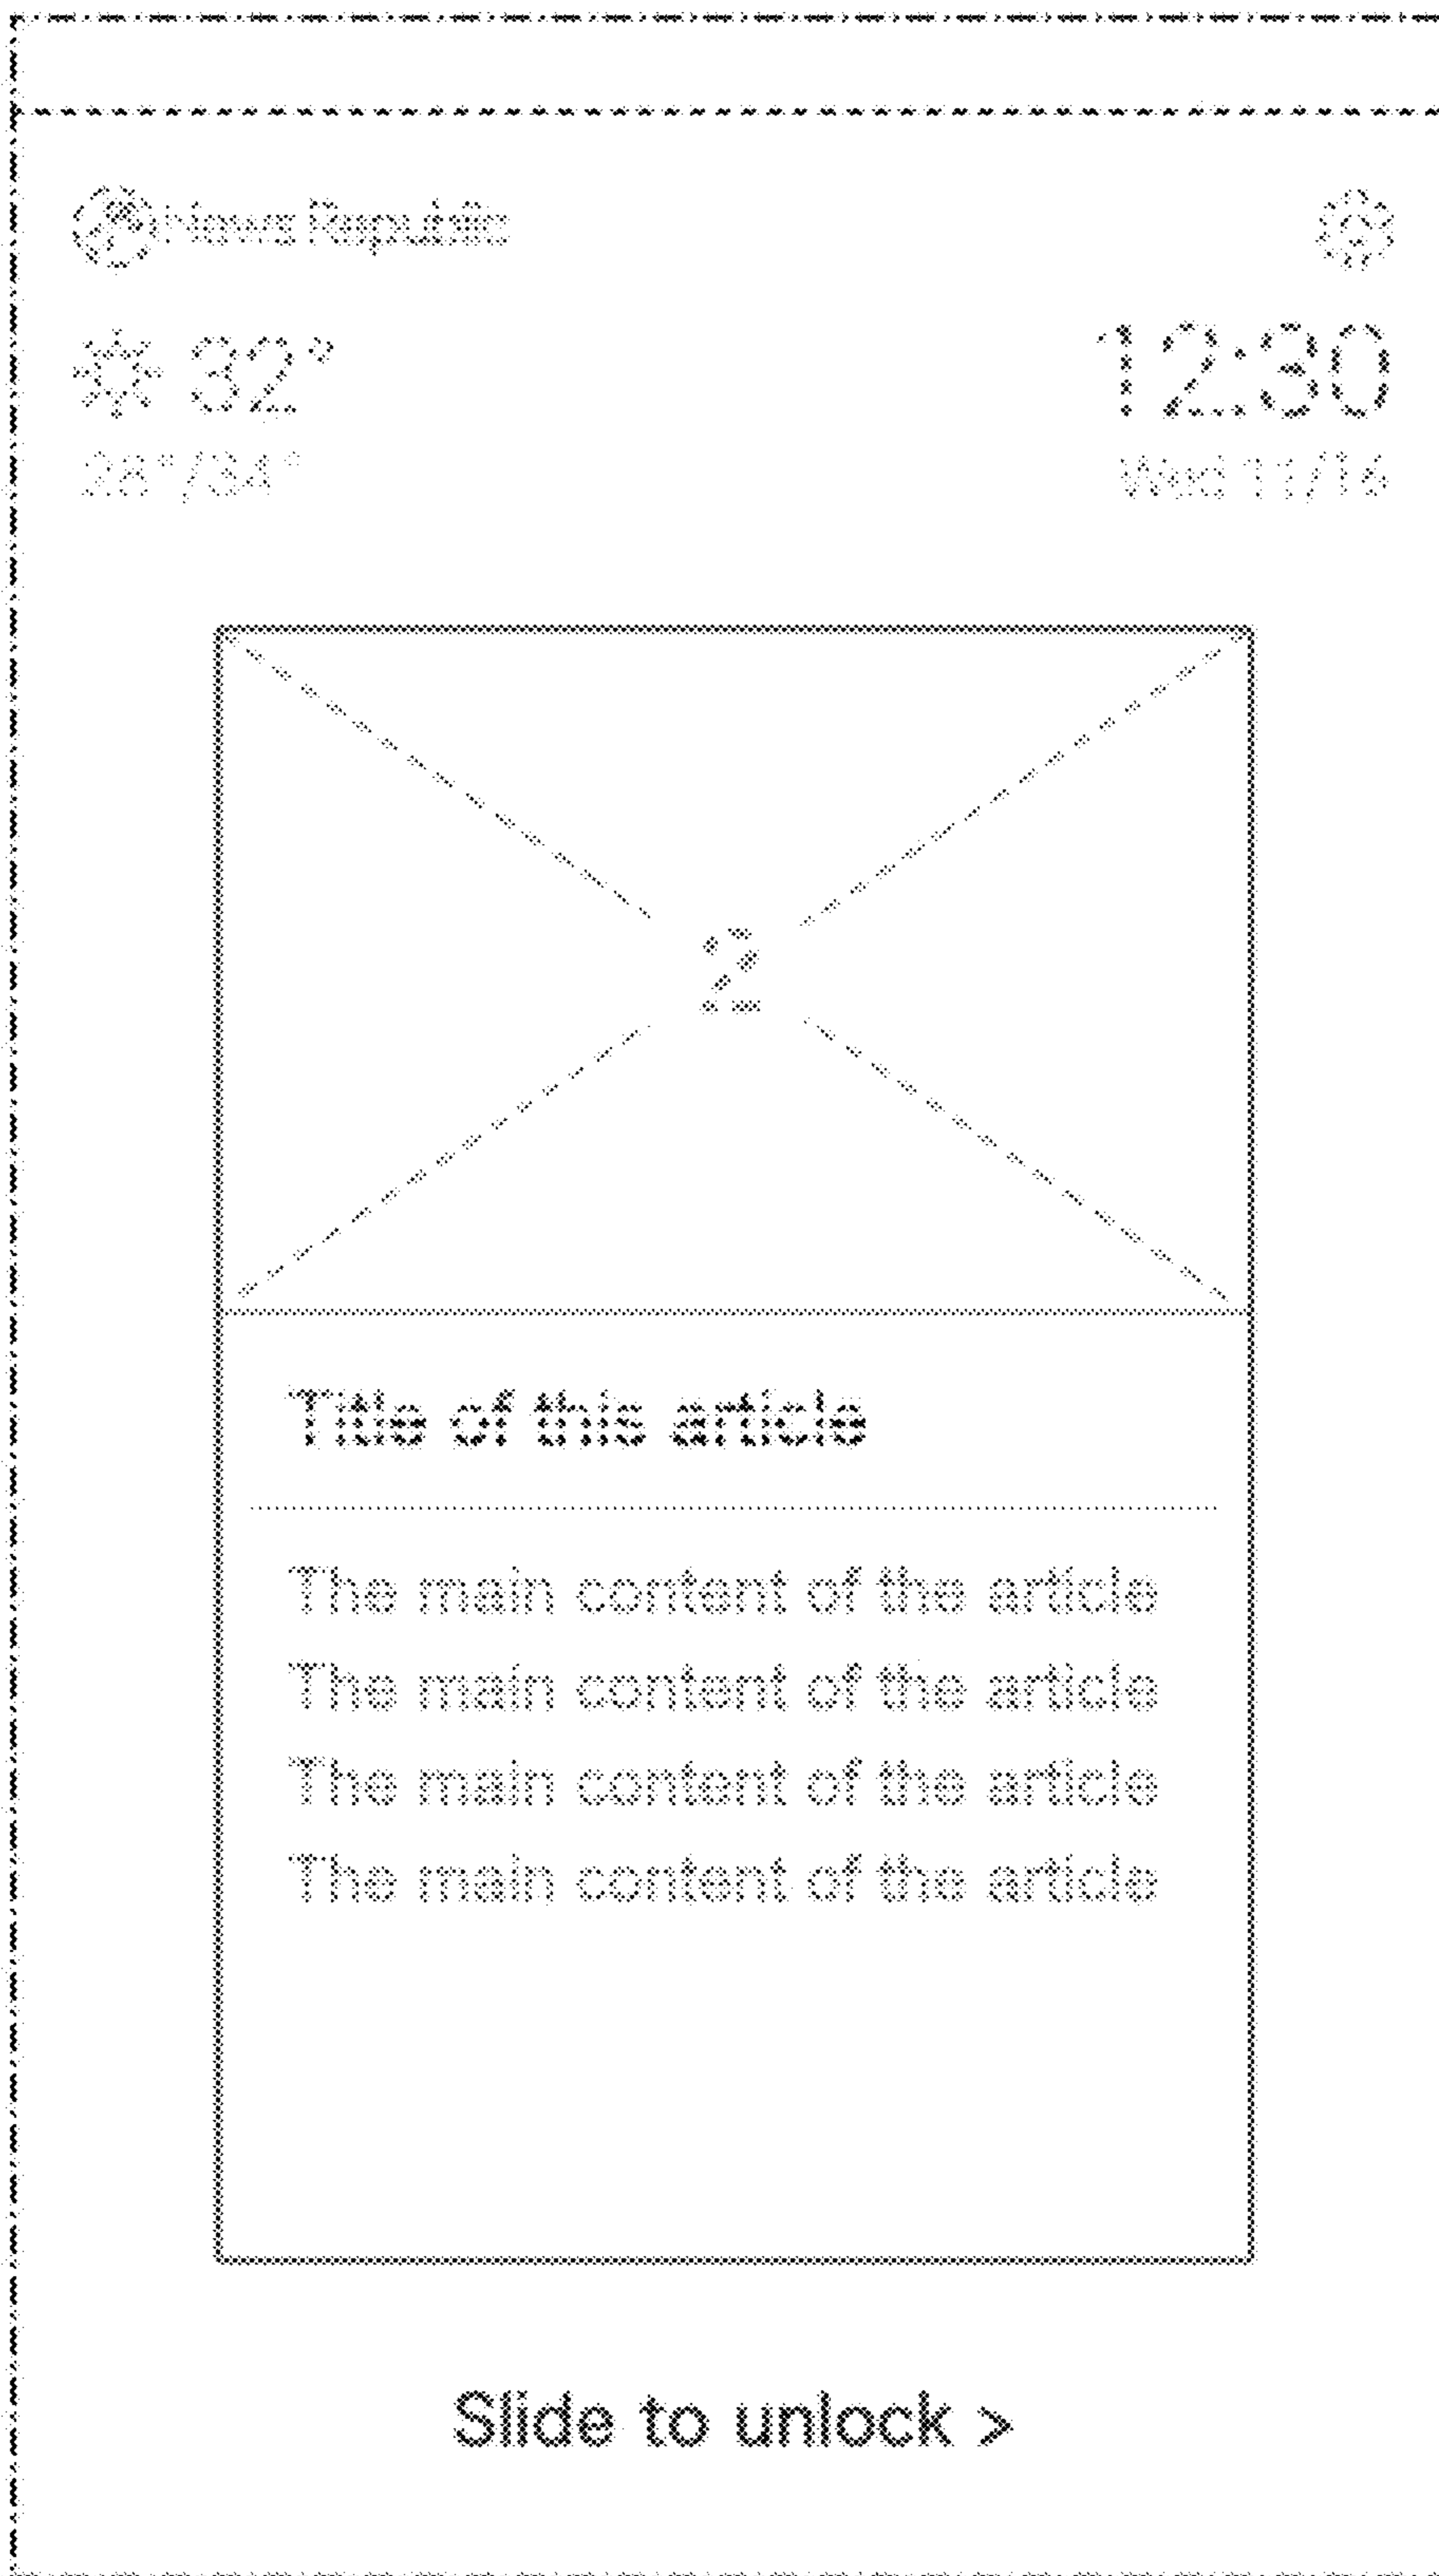 News Republic
32° 12:30
28°/34° Wed 11/16
2
Title of this article
The main content of the article
The main content of the article
The main content of the article
The main content of the article
Slide to unlock >